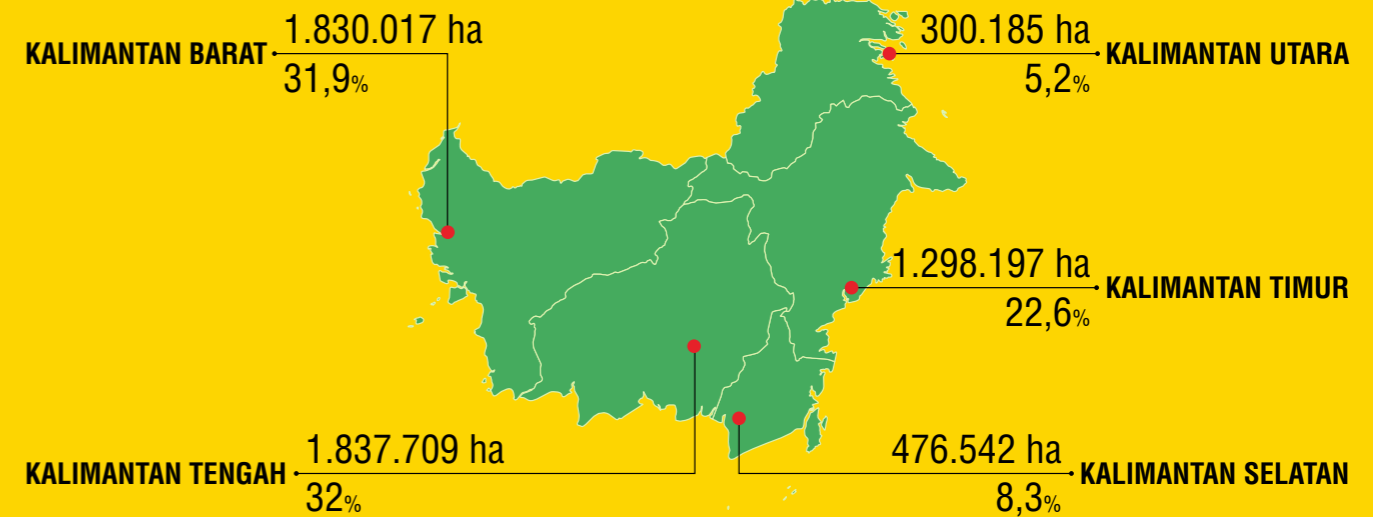 KALIMANTAN BARAT
1.830.017 ha
31,9%
300.185 ha
5,2%
KALIMANTAN UTARA
1.298.197 ha
22,6%
KALIMANTAN TIMUR
KALIMANTAN TENGAH
1.837.709 ha
32%
476.542 ha
8,3%
KALIMANTAN SELATAN